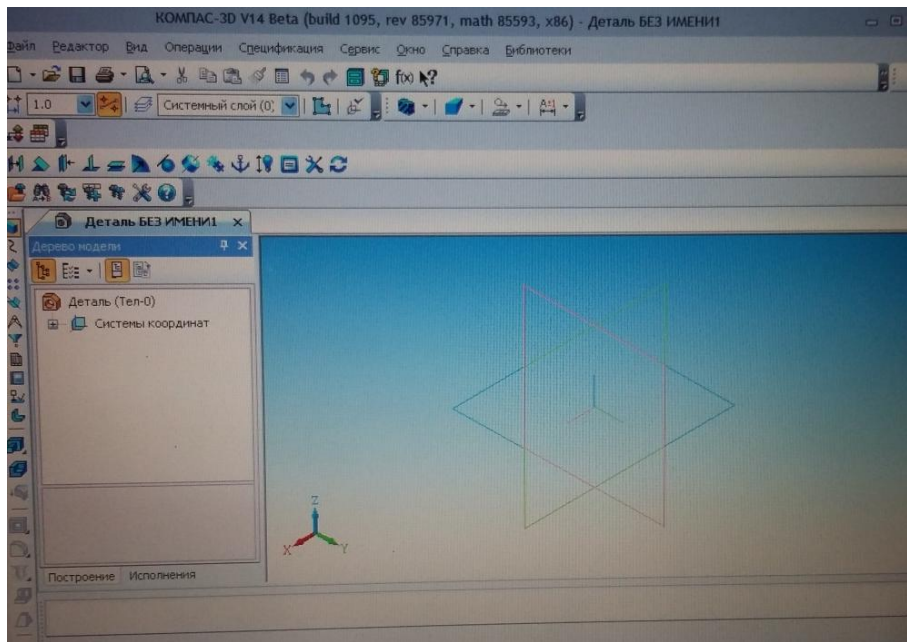 КОМПАС-3D V14 Beta (build 1095, rev 85971, math 85593, x86) - Деталь БЕЗ ИМЕНИ1
Файл Редактор Вид Операции Спецификация Сервис Окно Справка Библиотеки
f(x)
1.0 Системный слой (0)
Деталь БЕЗ ИМЕНИ1
Дерево модели
Деталь (Тел-0)
Системы координат
Z
X Y
Построение Исполнения